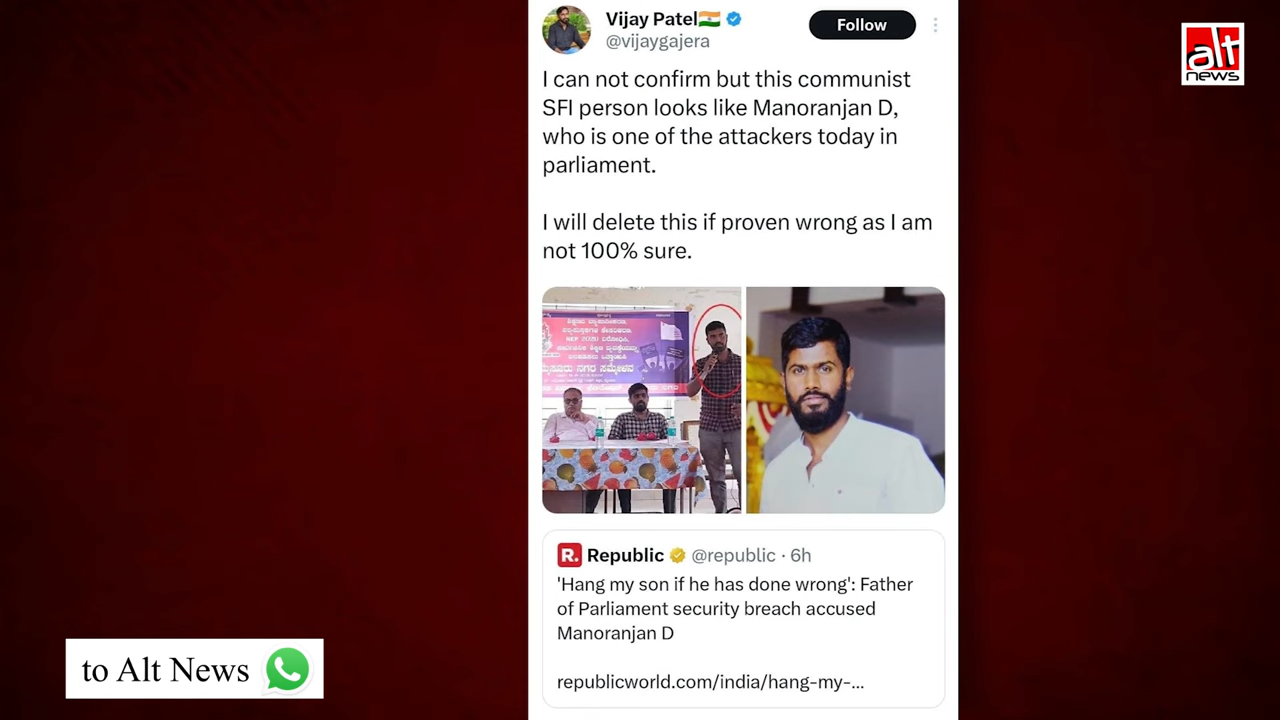 Vijay Patel🇮🇳
@vijaygajera
Follow
alt
news
I can not confirm but this communist
SFI person looks like Manoranjan D,
who is one of the attackers today in
parliament.
I will delete this if proven wrong as I am
not 100% sure.
NEP 2020
R. Republic @republic · 6h
'Hang my son if he has done wrong': Father
of Parliament security breach accused
Manoranjan D
republicworld.com/india/hang-my-...
to Alt News